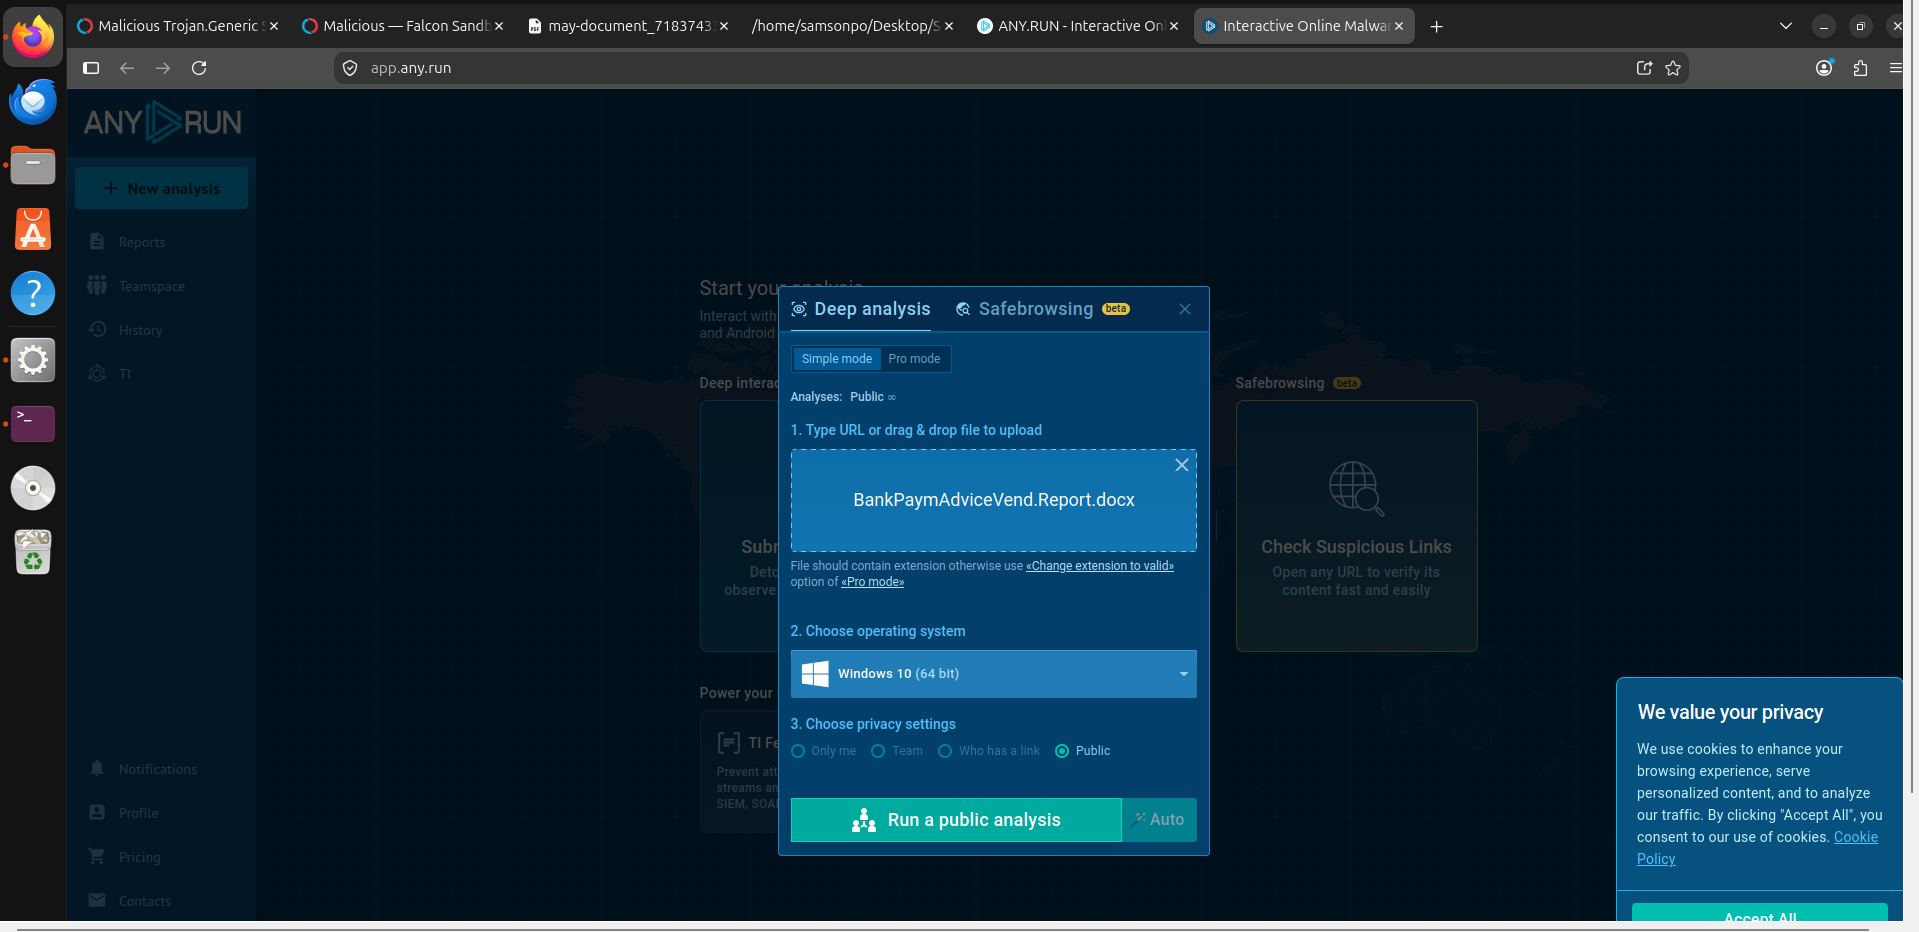 Malicious Trojan.Generic
Malicious — Falcon Sandb
may-document_7183743
/home/samsonpo/Desktop/S
ANY.RUN - Interactive Onl
Interactive Online Malwar
app.any.run
ANY RUN
+ New analysis
Reports
Teamspace
History
TI
Notifications
Profile
Pricing
Contacts
Start your analysis
Interact with
and Android
Deep interac
Subm
Deto
observe
Power your
TI Fe
Prevent att
streams an
SIEM, SOA
Deep analysis
Safebrowsing beta
Simple mode
Pro mode
Analyses: Public ∞
1. Type URL or drag & drop file to upload
BankPaymAdviceVend.Report.docx
File should contain extension otherwise use «Change extension to valid»
option of «Pro mode»
2. Choose operating system
Windows 10 (64 bit)
3. Choose privacy settings
Only me
Team
Who has a link
Public
Run a public analysis
Auto
Safebrowsing beta
Check Suspicious Links
Open any URL to verify its
content fast and easily
We value your privacy
We use cookies to enhance your
browsing experience, serve
personalized content, and to analyze
our traffic. By clicking "Accept All", you
consent to our use of cookies. Cookie
Policy
Accept All